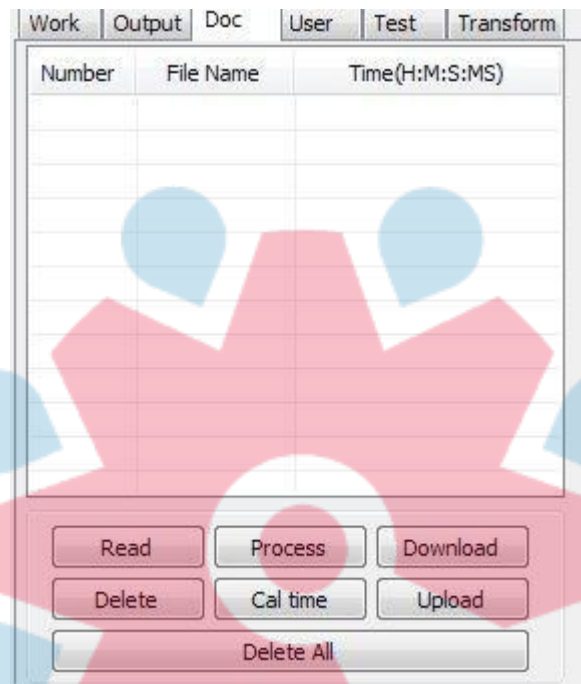 Work Output Doc User Test Transform
Number File Name Time(H:M:S:MS)
Read Process Download
Delete Cal time Upload
Delete All